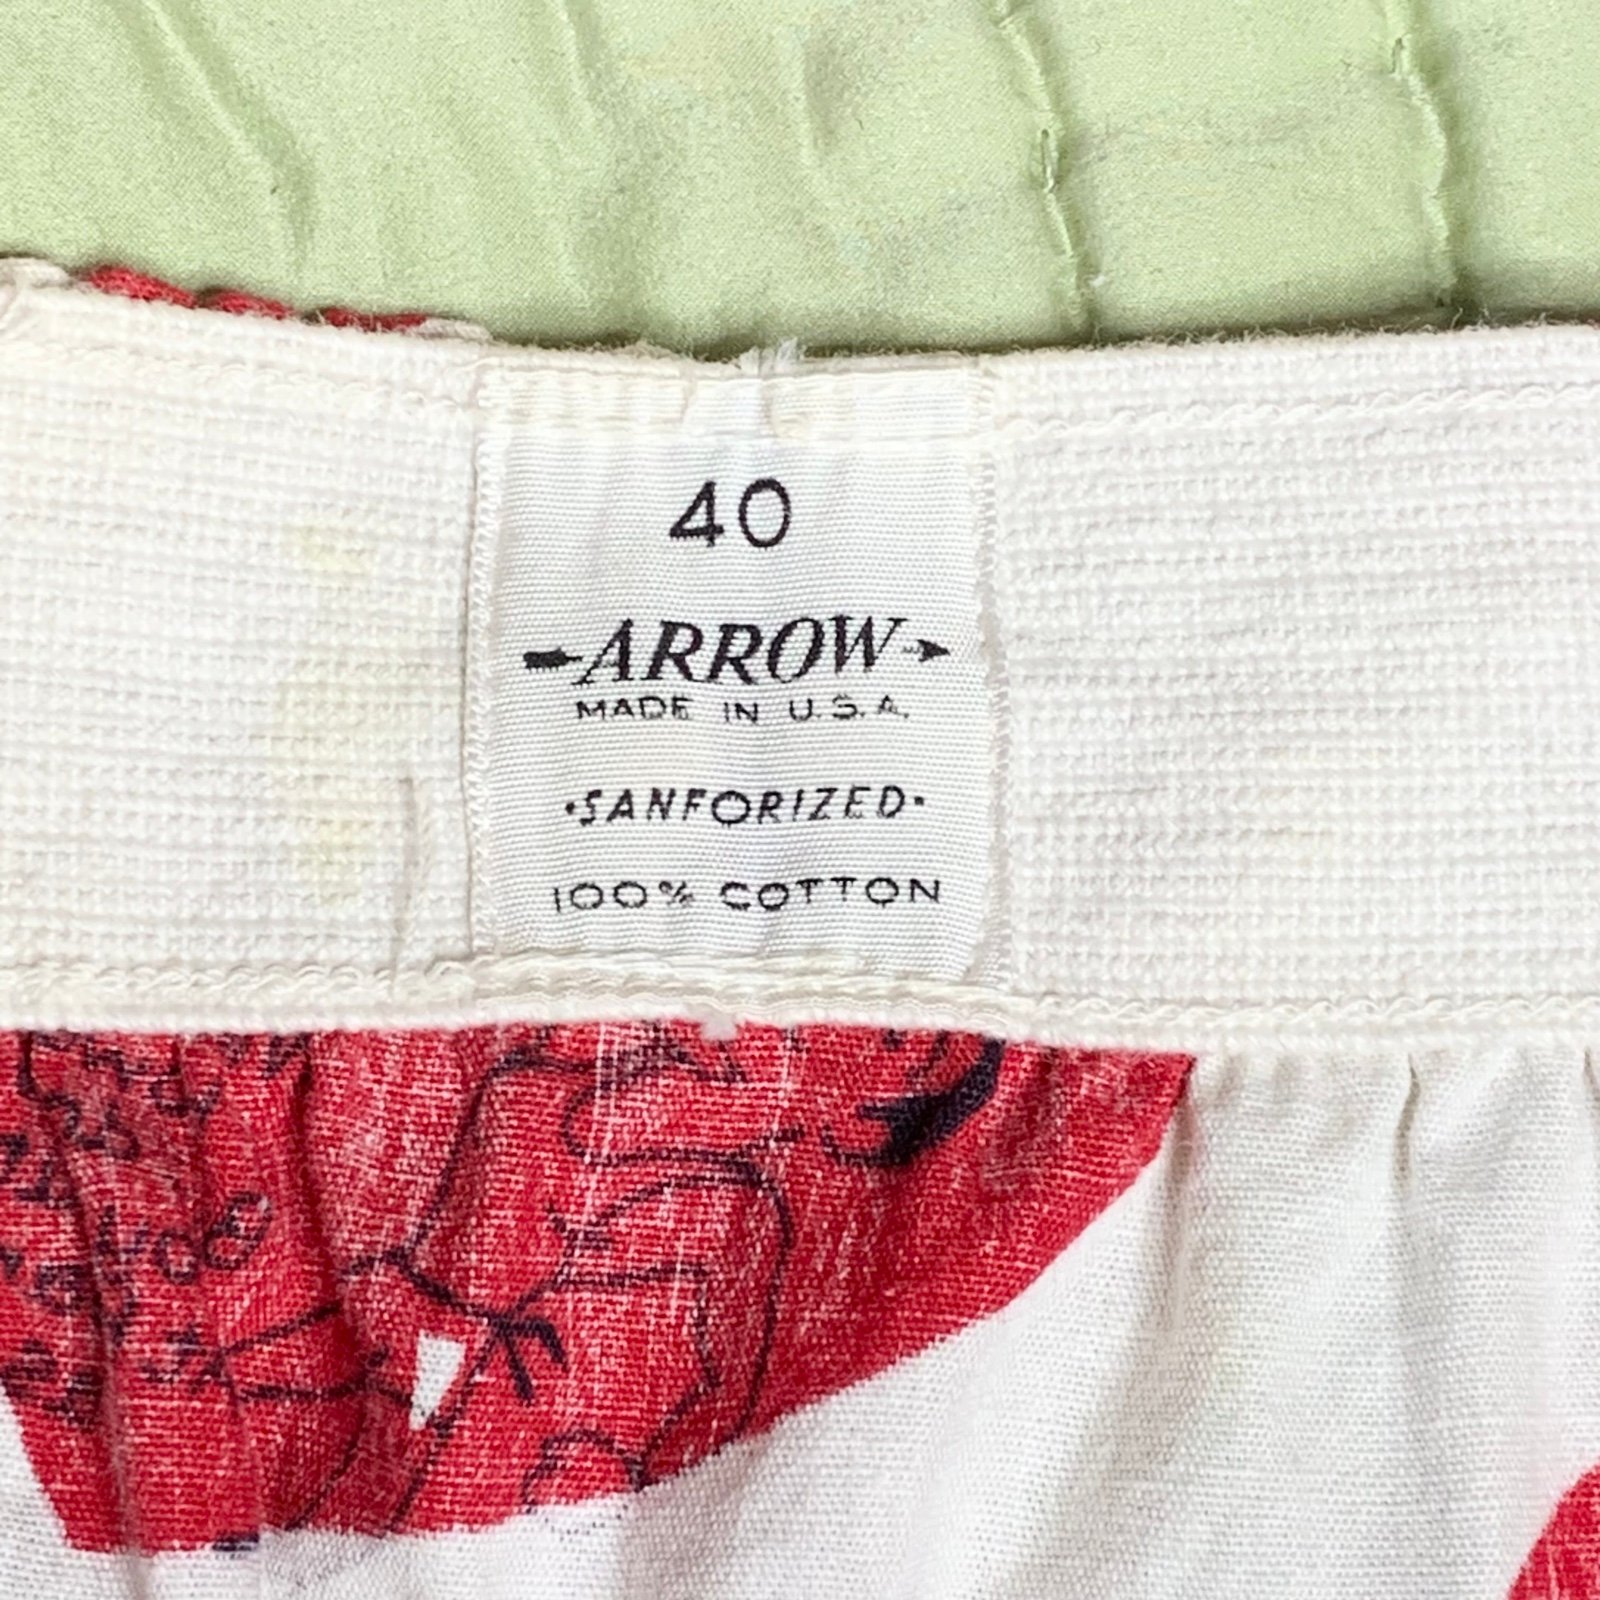 40
ARROW
MADE IN U.S.A.
·SANFORIZED·
100% COTTON